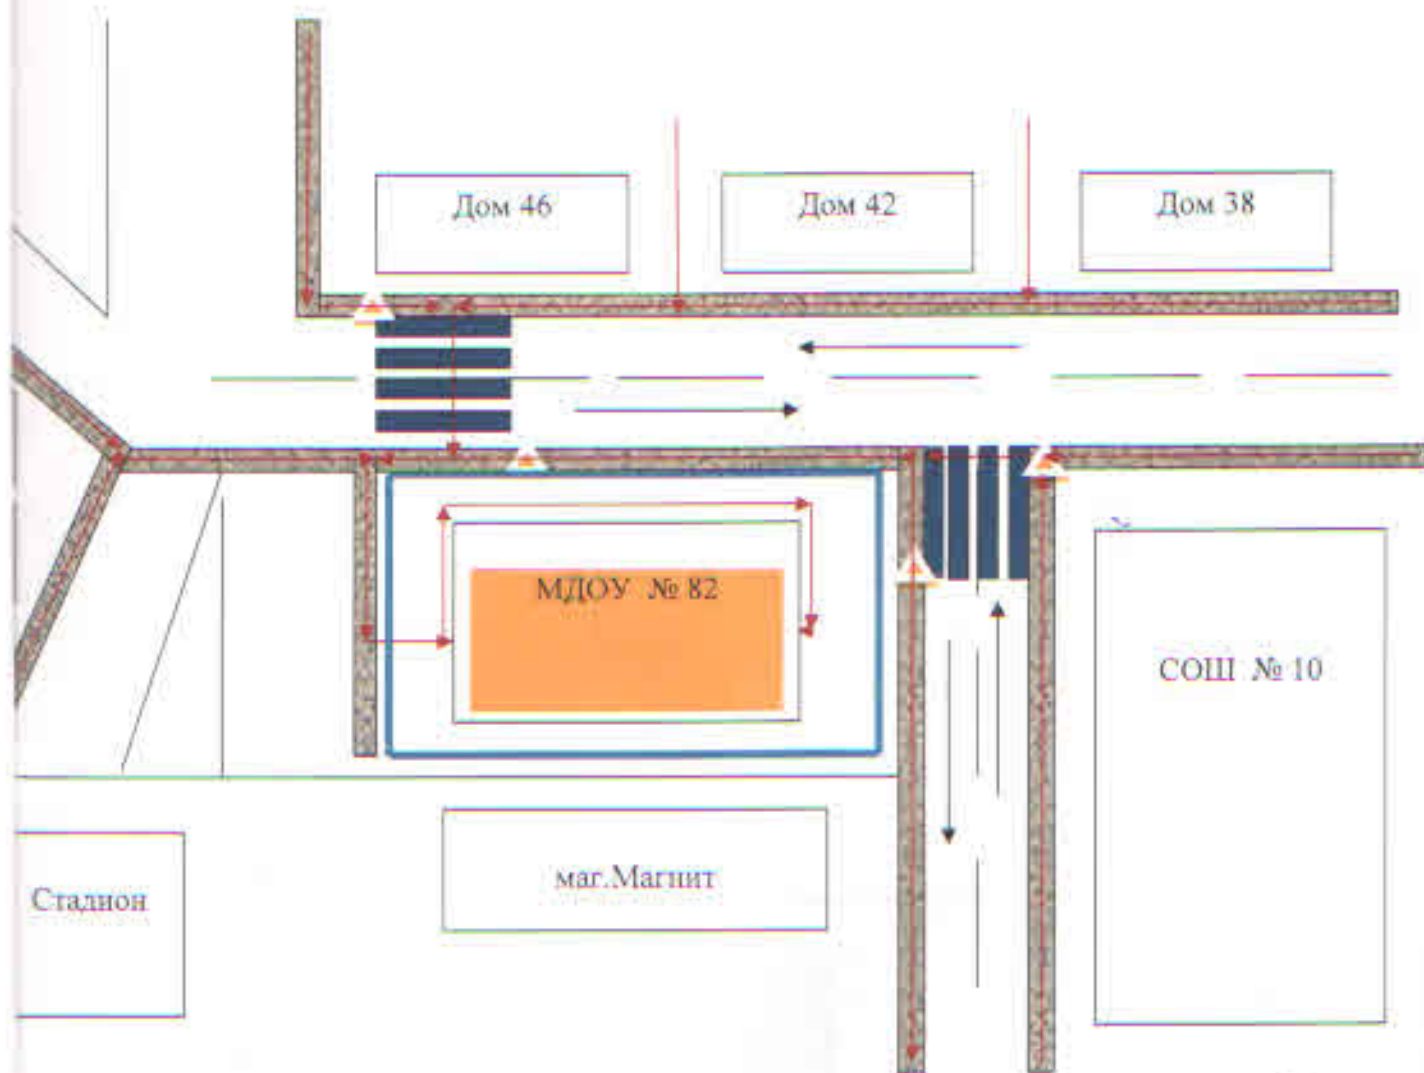 Дом 46
Дом 42
Дом 38
МДОУ № 82
СОШ № 10
маг.Магнит
Стадион